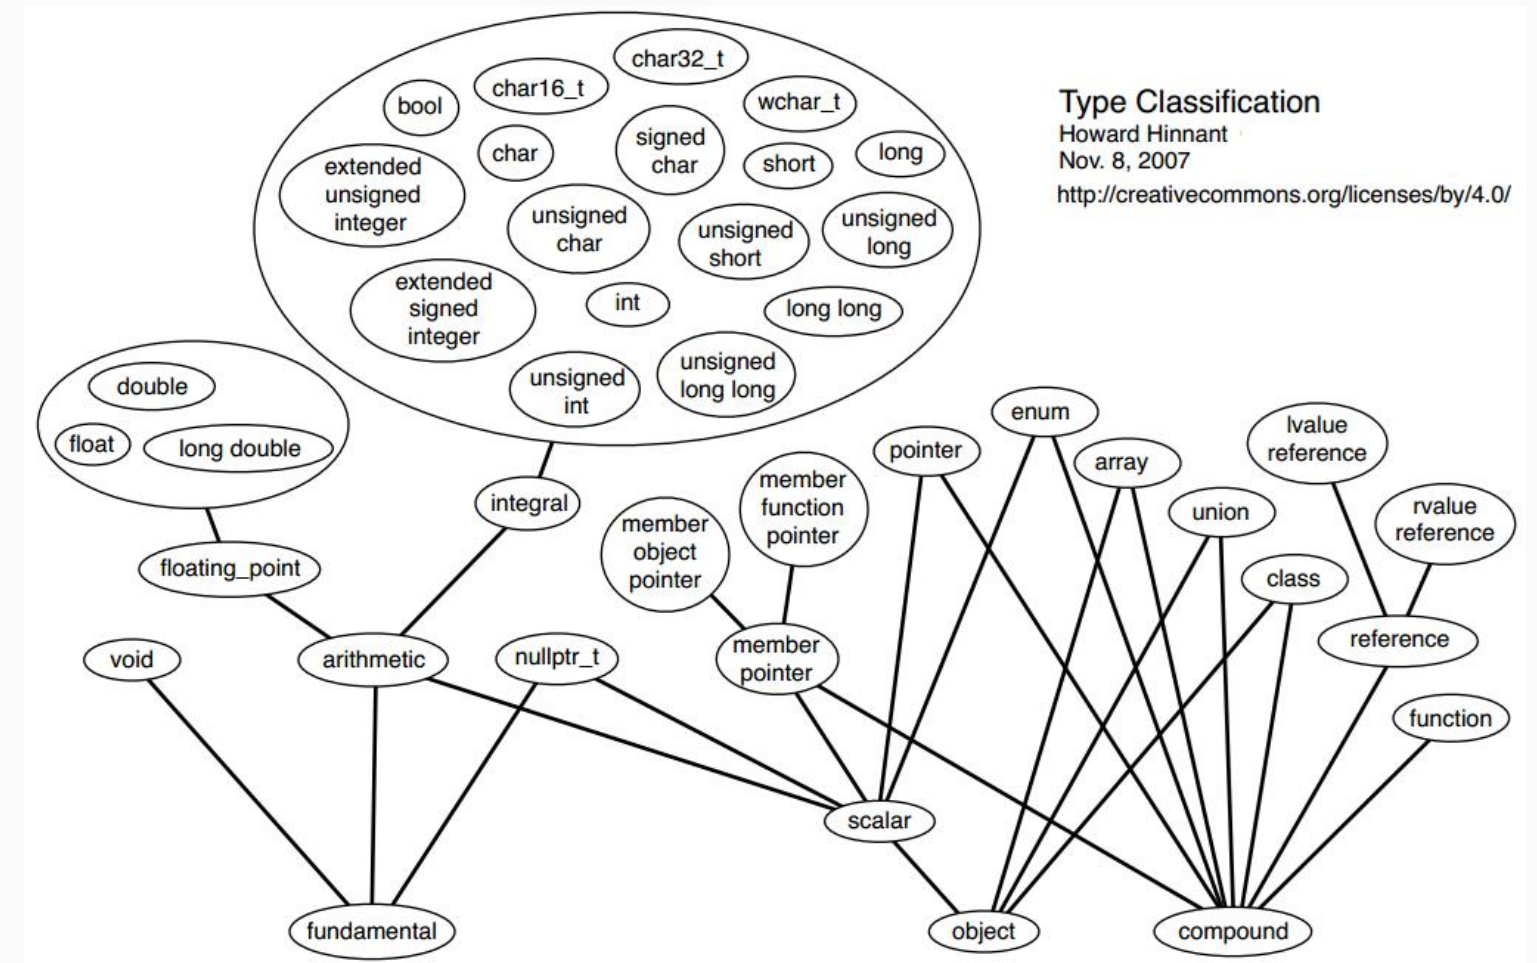 char32_t
char16_t
bool
wchar_t
Type Classification
Howard Hinnant
Nov. 8, 2007
http://creativecommons.org/licenses/by/4.0/
signed
char
char
short
long
extended
unsigned
integer
unsigned
char
unsigned
short
unsigned
long
extended
signed
integer
int
long long
unsigned
int
unsigned
long long
double
float
long double
enum
pointer
array
lvalue
reference
integral
member
function
pointer
member
object
pointer
union
rvalue
reference
floating_point
class
void
arithmetic
nullptr_t
member
pointer
reference
function
scalar
fundamental
object
compound